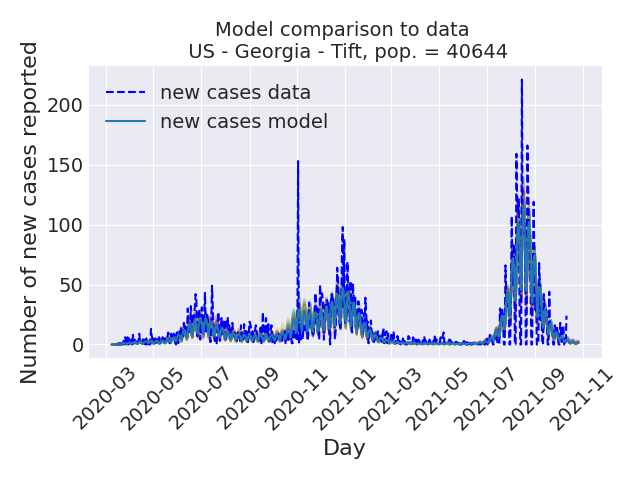 Model comparison to data
US - Georgia - Tift, pop. = 40644
new cases data
new cases model
Number of new cases reported
200
150
100
50
0
2020-03
2020-05
2020-07
2020-09
2020-11
2021-01
2021-03
2021-05
2021-07
2021-09
2021-11
Day